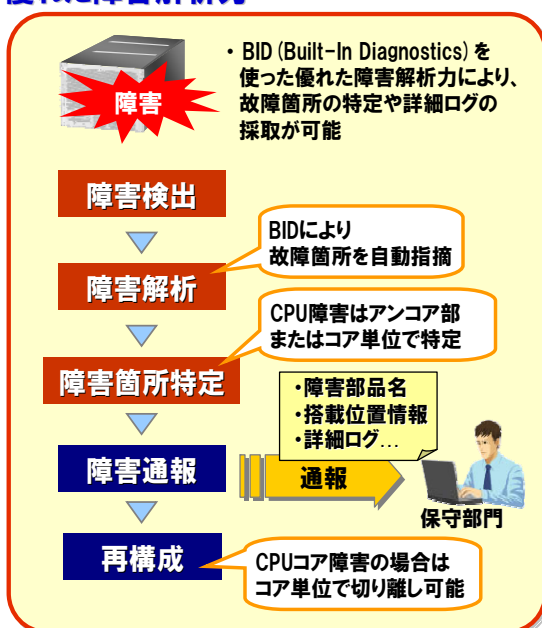 ・BID(Built-In Diagnostics)を
使った優れた障害解析力により、
故障箇所の特定や詳細ログの
採取が可能
障害
障害検出
BIDにより
故障箇所を自動指摘
障害解析
CPU障害はアンコア部
またはコア単位で特定
障害箇所特定
・障害部品名
・搭載位置情報
・詳細ログ…
障害通報
通報
保守部門
再構成
CPUコア障害の場合は
コア単位で切り離し可能